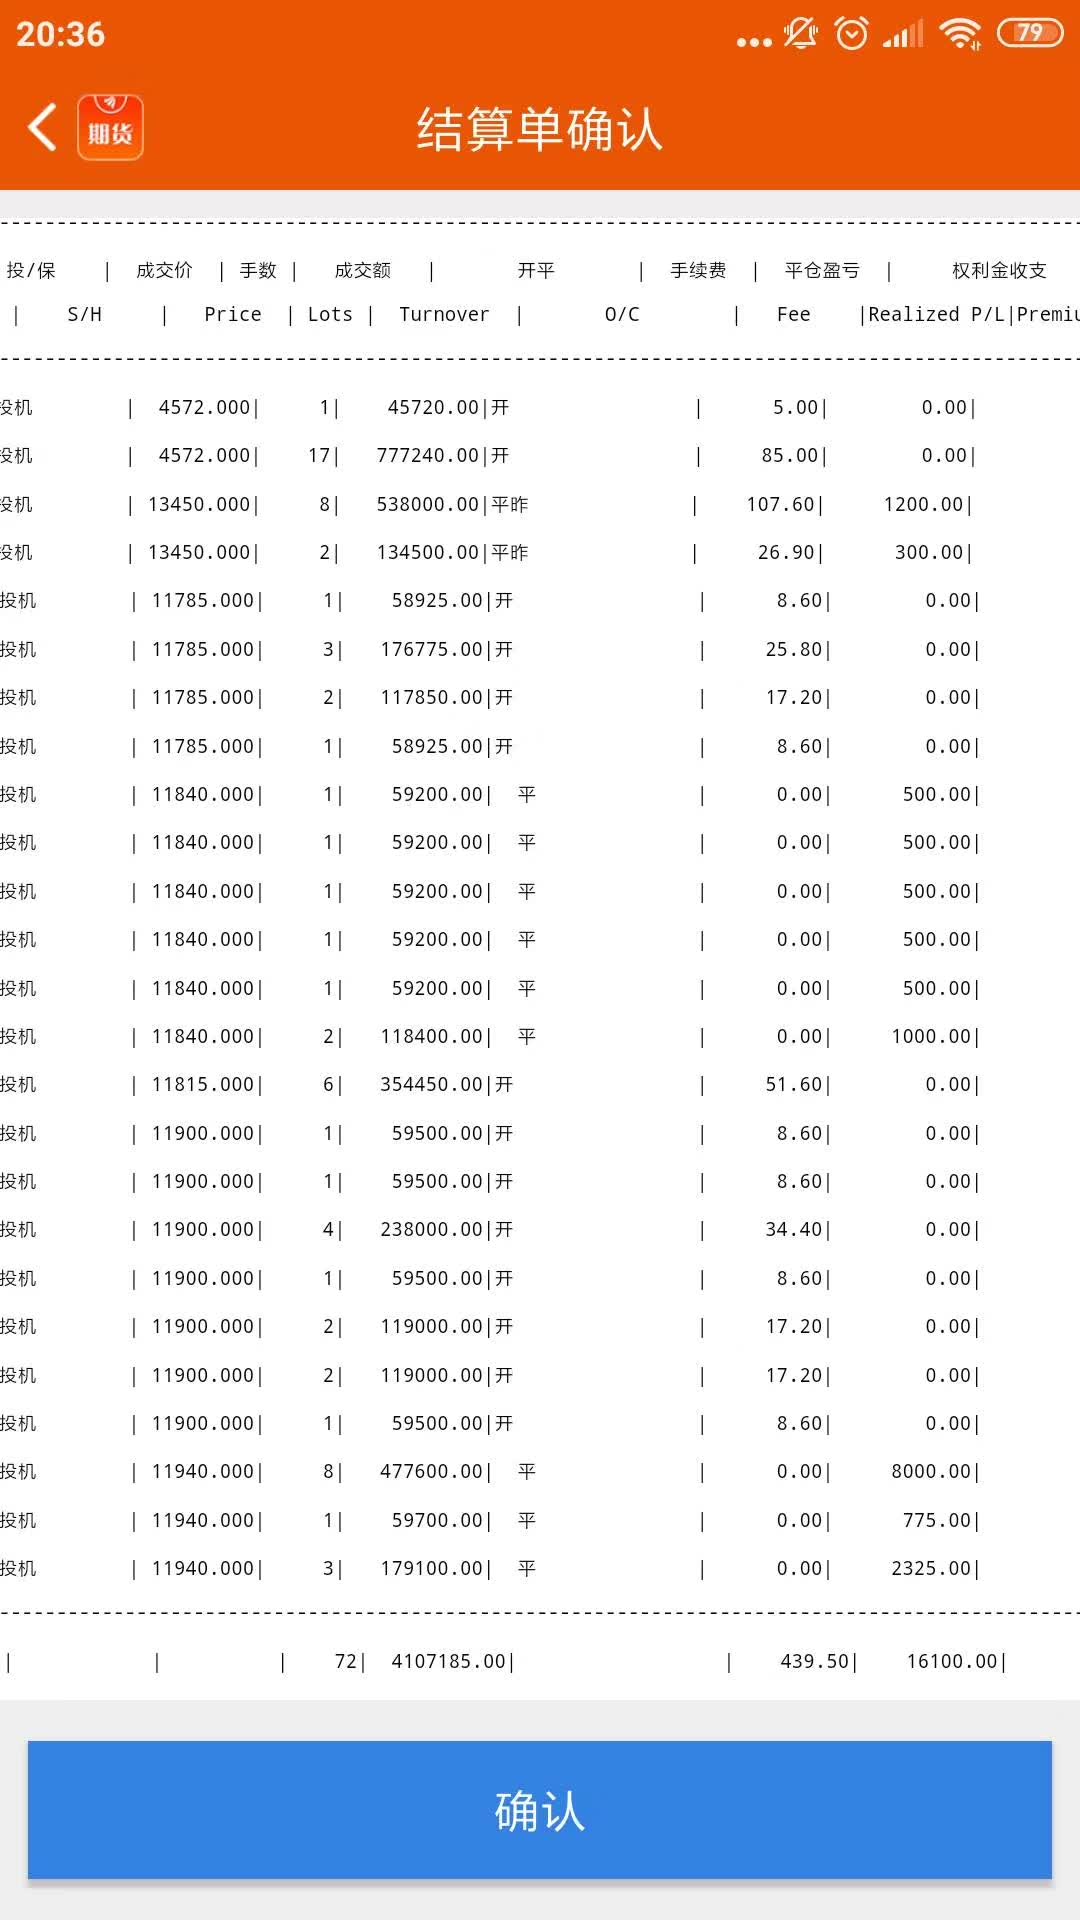 20:36
79
期货
结算单确认
投/保 | 成交价 | 手数 | 成交额 | 开平 | 手续费 | 平仓盈亏 | 权利金收支
| S/H | Price | Lots | Turnover | O/C | Fee |Realized P/L|Premiu
投机 | 4572.000| 1| 45720.00|开 | 5.00| 0.00|
投机 | 4572.000| 17| 777240.00|开 | 85.00| 0.00|
投机 | 13450.000| 8| 538000.00|平昨 | 107.60| 1200.00|
投机 | 13450.000| 2| 134500.00|平昨 | 26.90| 300.00|
投机 | 11785.000| 1| 58925.00|开 | 8.60| 0.00|
投机 | 11785.000| 3| 176775.00|开 | 25.80| 0.00|
投机 | 11785.000| 2| 117850.00|开 | 17.20| 0.00|
投机 | 11785.000| 1| 58925.00|开 | 8.60| 0.00|
投机 | 11840.000| 1| 59200.00| 平 | 0.00| 500.00|
投机 | 11840.000| 1| 59200.00| 平 | 0.00| 500.00|
投机 | 11840.000| 1| 59200.00| 平 | 0.00| 500.00|
投机 | 11840.000| 1| 59200.00| 平 | 0.00| 500.00|
投机 | 11840.000| 1| 59200.00| 平 | 0.00| 500.00|
投机 | 11840.000| 2| 118400.00| 平 | 0.00| 1000.00|
投机 | 11815.000| 6| 354450.00|开 | 51.60| 0.00|
投机 | 11900.000| 1| 59500.00|开 | 8.60| 0.00|
投机 | 11900.000| 1| 59500.00|开 | 8.60| 0.00|
投机 | 11900.000| 4| 238000.00|开 | 34.40| 0.00|
投机 | 11900.000| 1| 59500.00|开 | 8.60| 0.00|
投机 | 11900.000| 2| 119000.00|开 | 17.20| 0.00|
投机 | 11900.000| 2| 119000.00|开 | 17.20| 0.00|
投机 | 11900.000| 1| 59500.00|开 | 8.60| 0.00|
投机 | 11940.000| 8| 477600.00| 平 | 0.00| 8000.00|
投机 | 11940.000| 1| 59700.00| 平 | 0.00| 775.00|
投机 | 11940.000| 3| 179100.00| 平 | 0.00| 2325.00|
| | | 72| 4107185.00| | 439.50| 16100.00|
确认